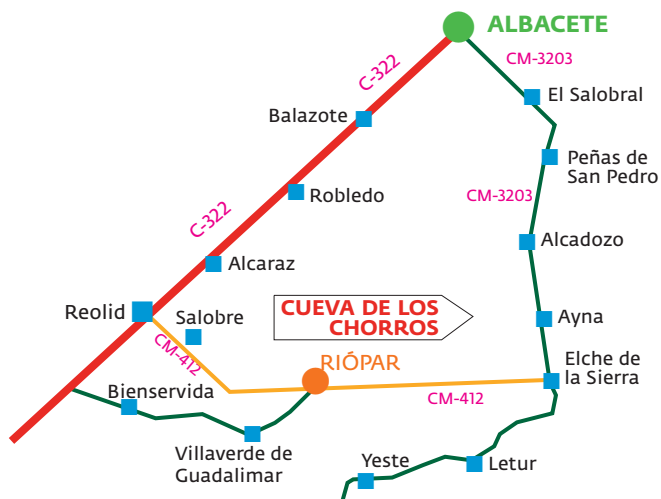 ALBACETE
CM-3203
C-322
El Salobral
Balazote
Peñas de
San Pedro
Robledo
CM-3203
C-322
Alcadozo
Alcaraz
CUEVA DE LOS
CHORROS
Reolid
Salobre
Ayna
CM-412
RIÓPAR
Elche de
la Sierra
Bienservida
CM-412
Villaverde de
Guadalimar
Yeste
Letur